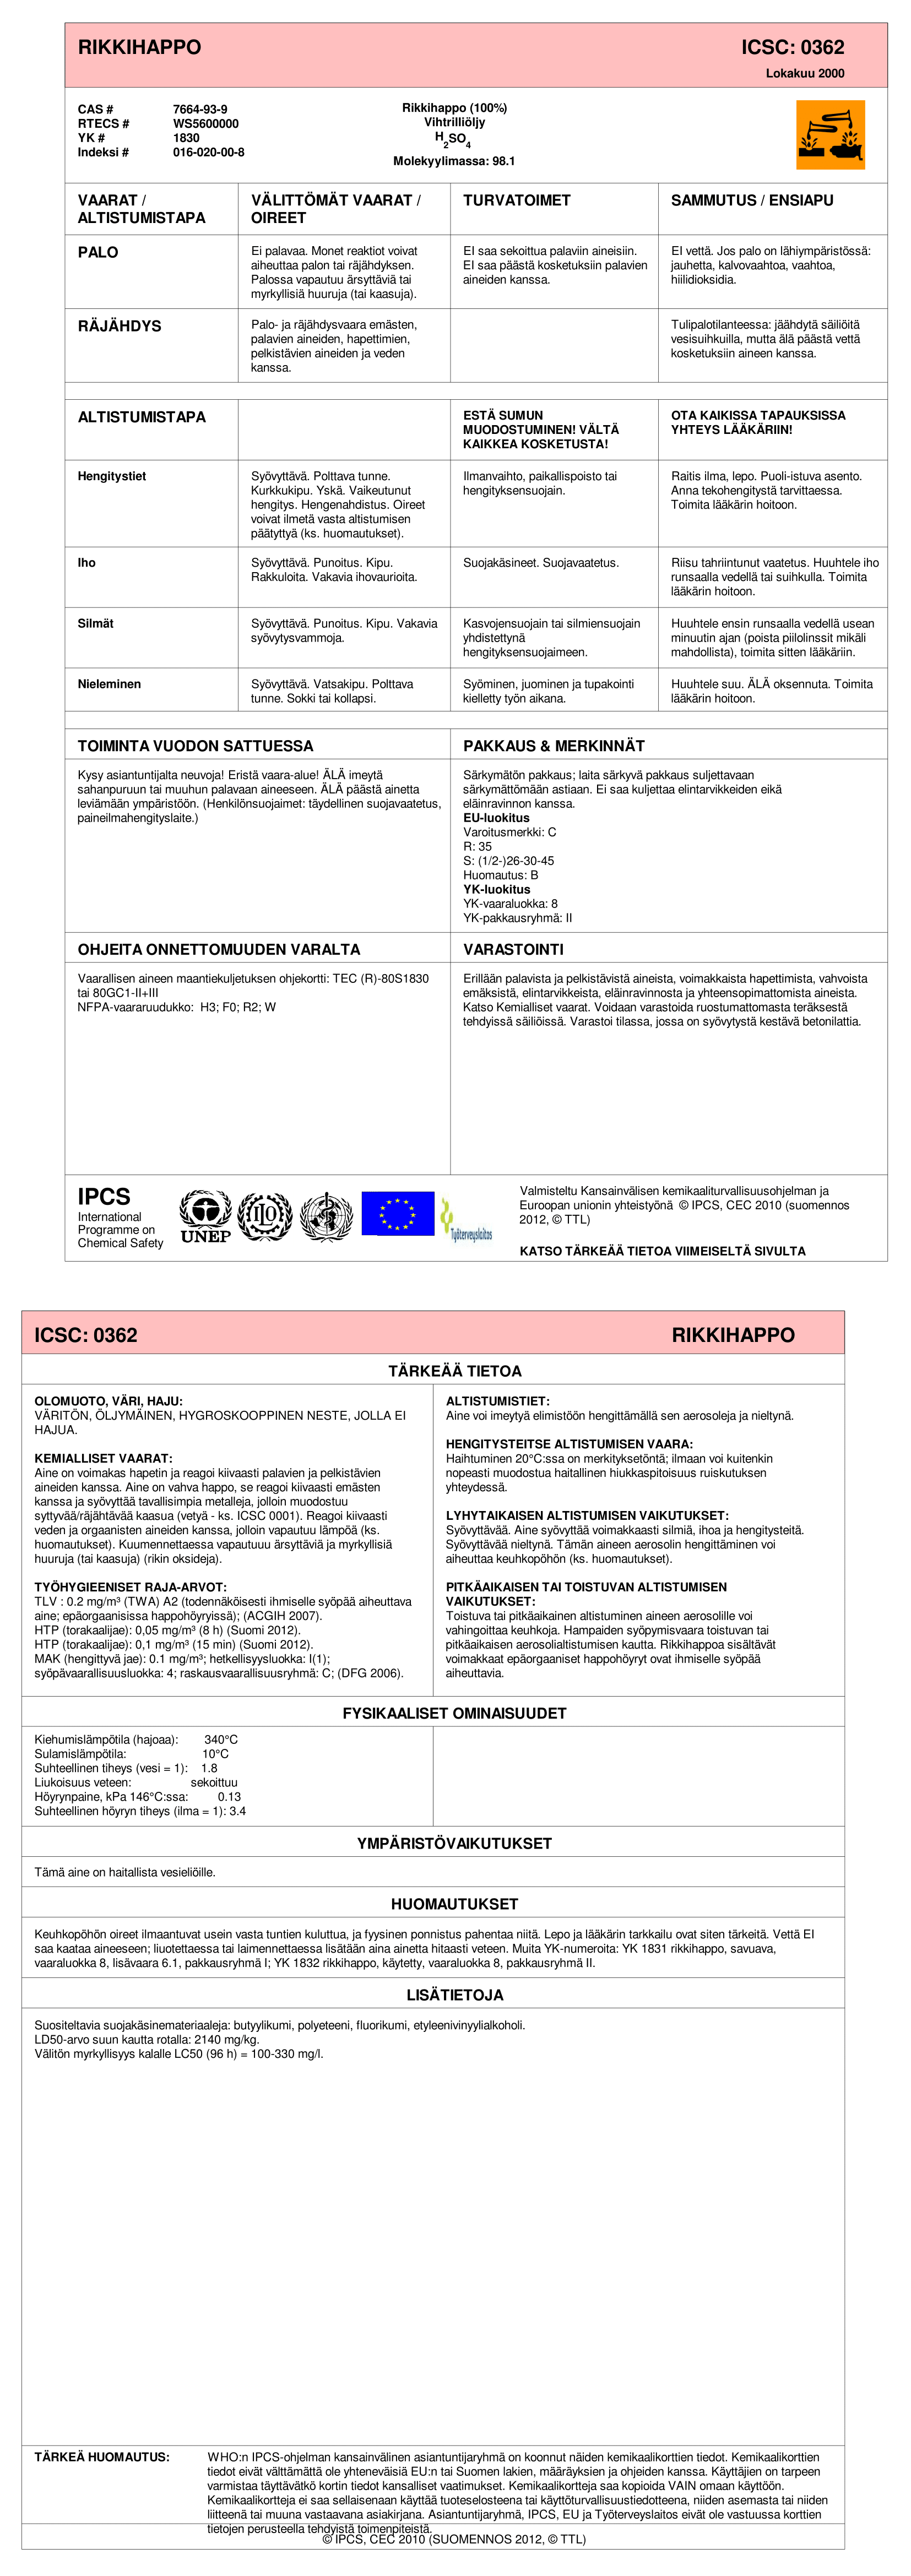 RIKKIHAPPO
ICSC: 0362
Lokakuu 2000
CAS # 7664-93-9
RTECS # WS5600000
YK # 1830
Indeksi # 016-020-00-8
Rikkihappo (100%)
Vihtrilliöljy
H2SO4
Molekyylimassa: 98.1
VAARAT /
ALTISTUMISTAPA
VÄLITTÖMÄT VAARAT /
OIREET
TURVATOIMET
SAMMUTUS / ENSIAPU
PALO
Ei palavaa. Monet reaktiot voivat
aiheuttaa palon tai räjähdyksen.
Palossa vapautuu ärsyttäviä tai
myrkyllisiä huuruja (tai kaasuja).
EI saa sekoittua palaviin aineisiin.
EI saa päästä kosketuksiin palavien
aineiden kanssa.
EI vettä. Jos palo on lähiympäristössä:
jauhetta, kalvovaahtoa, vaahtoa,
hiilidioksidia.
RÄJÄHDYS
Palo- ja räjähdysvaara emästen,
palavien aineiden, hapettimien,
pelkistävien aineiden ja veden
kanssa.
Tulipalotilanteessa: jäähdytä säiliöitä
vesisuihkuilla, mutta älä päästä vettä
kosketuksiin aineen kanssa.
ALTISTUMISTAPA
ESTÄ SUMUN
MUODOSTUMINEN! VÄLTÄ
KAIKKEA KOSKETUSTA!
OTA KAIKISSA TAPAUKSISSA
YHTEYS LÄÄKÄRIIN!
Hengitystiet
Syövyttävä. Polttava tunne.
Kurkkukipu. Yskä. Vaikeutunut
hengitys. Hengenahdistus. Oireet
voivat ilmetä vasta altistumisen
päätyttyä (ks. huomautukset).
Ilmanvaihto, paikallispoisto tai
hengityksensuojain.
Raitis ilma, lepo. Puoli-istuva asento.
Anna tekohengitystä tarvittaessa.
Toimita lääkärin hoitoon.
Iho
Syövyttävä. Punoitus. Kipu.
Rakkuloita. Vakavia ihovaurioita.
Suojakäsineet. Suojavaatetus.
Riisu tahriintunut vaatetus. Huuhtele iho
runsaalla vedellä tai suihkulla. Toimita
lääkärin hoitoon.
Silmät
Syövyttävä. Punoitus. Kipu. Vakavia
syövytysvammoja.
Kasvojensuojain tai silmiensuojain
yhdistettynä
hengityksensuojaimeen.
Huuhtele ensin runsaalla vedellä usean
minuutin ajan (poista piilolinssit mikäli
mahdollista), toimita sitten lääkäriin.
Nieleminen
Syövyttävä. Vatsakipu. Polttava
tunne. Sokki tai kollapsi.
Syöminen, juominen ja tupakointi
kielletty työn aikana.
Huuhtele suu. ÄLÄ oksennuta. Toimita
lääkärin hoitoon.
TOIMINTA VUODON SATTUESSA
Kysy asiantuntijalta neuvoja! Eristä vaara-alue! ÄLÄ imeytä
sahanpuruun tai muuhun palavaan aineeseen. ÄLÄ päästä ainetta
leviämään ympäristöön. (Henkilönsuojaimet: täydellinen suojavaatetus,
paineilmahengityslaite.)
PAKKAUS & MERKINNÄT
Särkymätön pakkaus; laita särkyvä pakkaus suljettavaan
särkymättömään astiaan. Ei saa kuljettaa elintarvikkeiden eikä
eläinravinnon kanssa.
EU-luokitus
Varoitusmerkki: C
R: 35
S: (1/2-)26-30-45
Huomautus: B
YK-luokitus
YK-vaaraluokka: 8
YK-pakkausryhmä: II
OHJEITA ONNETTOMUUDEN VARALTA
Vaarallisen aineen maantiekuljetuksen ohjekortti: TEC (R)-80S1830
tai 80GC1-II+III
NFPA-vaararuudukko: H3; F0; R2; W
VARASTOINTI
Erillään palavista ja pelkistävistä aineista, voimakkaista hapettimista, vahvoista
emäksistä, elintarvikkeista, eläinravinnosta ja yhteensopimattomista aineista.
Katso Kemialliset vaarat. Voidaan varastoida ruostumattomasta teräksestä
tehdyissä säiliöissä. Varastoi tilassa, jossa on syövytystä kestävä betonilattia.
IPCS
International
Programme on
Chemical Safety
UNEP
ILO
Työterveyslaitos
Valmisteltu Kansainvälisen kemikaaliturvallisuusohjelman ja
Euroopan unionin yhteistyönä © IPCS, CEC 2010 (suomennos
2012, © TTL)
KATSO TÄRKEÄÄ TIETOA VIIMEISELTÄ SIVULTA
ICSC: 0362
RIKKIHAPPO
TÄRKEÄÄ TIETOA
OLOMUOTO, VÄRI, HAJU:
VÄRITÖN, ÖLJYMÄINEN, HYGROSKOOPPINEN NESTE, JOLLA EI
HAJUA.
KEMIALLISET VAARAT:
Aine on voimakas hapetin ja reagoi kiivaasti palavien ja pelkistävien
aineiden kanssa. Aine on vahva happo, se reagoi kiivaasti emästen
kanssa ja syövyttää tavallisimpia metalleja, jolloin muodostuu
syttyvää/räjähtävää kaasua (vetyä - ks. ICSC 0001). Reagoi kiivaasti
veden ja orgaanisten aineiden kanssa, jolloin vapautuu lämpöä (ks.
huomautukset). Kuumennettaessa vapautuuu ärsyttäviä ja myrkyllisiä
huuruja (tai kaasuja) (rikin oksideja).
TYÖHYGIEENISET RAJA-ARVOT:
TLV : 0.2 mg/m³ (TWA) A2 (todennäköisesti ihmiselle syöpää aiheuttava
aine; epäorgaanisissa happohöyryissä); (ACGIH 2007).
HTP (torakaalijae): 0,05 mg/m³ (8 h) (Suomi 2012).
HTP (torakaalijae): 0,1 mg/m³ (15 min) (Suomi 2012).
MAK (hengittyvä jae): 0.1 mg/m³; hetkellisyysluokka: I(1);
syöpävaarallisuusluokka: 4; raskausvaarallisuusryhmä: C; (DFG 2006).
ALTISTUMISTIET:
Aine voi imeytyä elimistöön hengittämällä sen aerosoleja ja nieltynä.
HENGITYSTEITSE ALTISTUMISEN VAARA:
Haihtuminen 20°C:ssa on merkityksetöntä; ilmaan voi kuitenkin
nopeasti muodostua haitallinen hiukkaspitoisuus ruiskutuksen
yhteydessä.
LYHYTAIKAISEN ALTISTUMISEN VAIKUTUKSET:
Syövyttävää. Aine syövyttää voimakkaasti silmiä, ihoa ja hengitysteitä.
Syövyttävää nieltynä. Tämän aineen aerosolin hengittäminen voi
aiheuttaa keuhkopöhön (ks. huomautukset).
PITKÄAIKAISEN TAI TOISTUVAN ALTISTUMISEN
VAIKUTUKSET:
Toistuva tai pitkäaikainen altistuminen aineen aerosolille voi
vahingoittaa keuhkoja. Hampaiden syöpymisvaara toistuvan tai
pitkäaikaisen aerosolialtistumisen kautta. Rikkihappoa sisältävät
voimakkaat epäorgaaniset happohöyryt ovat ihmiselle syöpää
aiheuttavia.
FYSIKAALISET OMINAISUUDET
Kiehumislämpötila (hajoaa): 340°C
Sulamislämpötila: 10°C
Suhteellinen tiheys (vesi = 1): 1.8
Liukoisuus veteen: sekoittuu
Höyrynpaine, kPa 146°C:ssa: 0.13
Suhteellinen höyryn tiheys (ilma = 1): 3.4
YMPÄRISTÖVAIKUTUKSET
Tämä aine on haitallista vesieliöille.
HUOMAUTUKSET
Keuhkopöhön oireet ilmaantuvat usein vasta tuntien kuluttua, ja fyysinen ponnistus pahentaa niitä. Lepo ja lääkärin tarkkailu ovat siten tärkeitä. Vettä EI
saa kaataa aineeseen; liuotettaessa tai laimennettaessa lisätään aina ainetta hitaasti veteen. Muita YK-numeroita: YK 1831 rikkihappo, savuava,
vaaraluokka 8, lisävaara 6.1, pakkausryhmä I; YK 1832 rikkihappo, käytetty, vaaraluokka 8, pakkausryhmä II.
LISÄTIETOJA
Suositeltavia suojakäsinemateriaaleja: butyylikumi, polyeteeni, fluorikumi, etyleenivinyylialkoholi.
LD50-arvo suun kautta rotalla: 2140 mg/kg.
Välitön myrkyllisyys kalalle LC50 (96 h) = 100-330 mg/l.
TÄRKEÄ HUOMAUTUS:
WHO:n IPCS-ohjelman kansainvälinen asiantuntijaryhmä on koonnut näiden kemikaalikorttien tiedot. Kemikaalikorttien
tiedot eivät välttämättä ole yhteneväisiä EU:n tai Suomen lakien, määräyksien ja ohjeiden kanssa. Käyttäjien on tarpeen
varmistaa täyttävätkö kortin tiedot kansalliset vaatimukset. Kemikaalikortteja saa kopioida VAIN omaan käyttöön.
Kemikaalikortteja ei saa sellaisenaan käyttää tuoteselosteena tai käyttöturvallisuustiedotteena, niiden asemasta tai niiden
liitteenä tai muuna vastaavana asiakirjana. Asiantuntijaryhmä, IPCS, EU ja Työterveyslaitos eivät ole vastuussa korttien
tietojen perusteella tehdyistä toimenpiteistä.
© IPCS, CEC 2010 (SUOMENNOS 2012, © TTL)